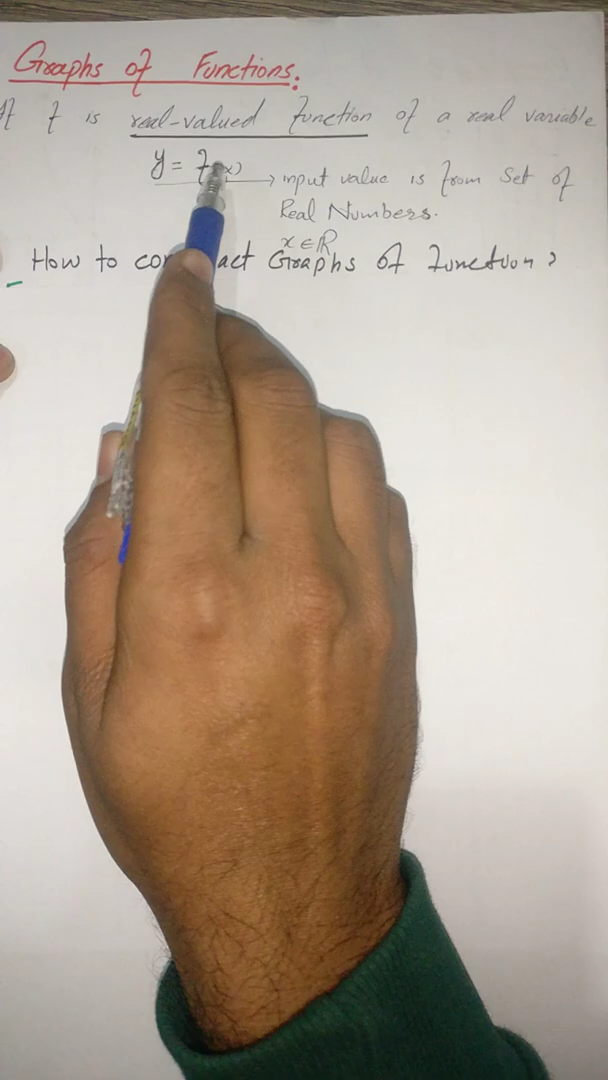 Graphs of Functions:
If f is real-valued function of a real variable
y = f(x) → input value is from Set of
Real Numbers.
x ∈ ℝ
How to act Graphs of function?